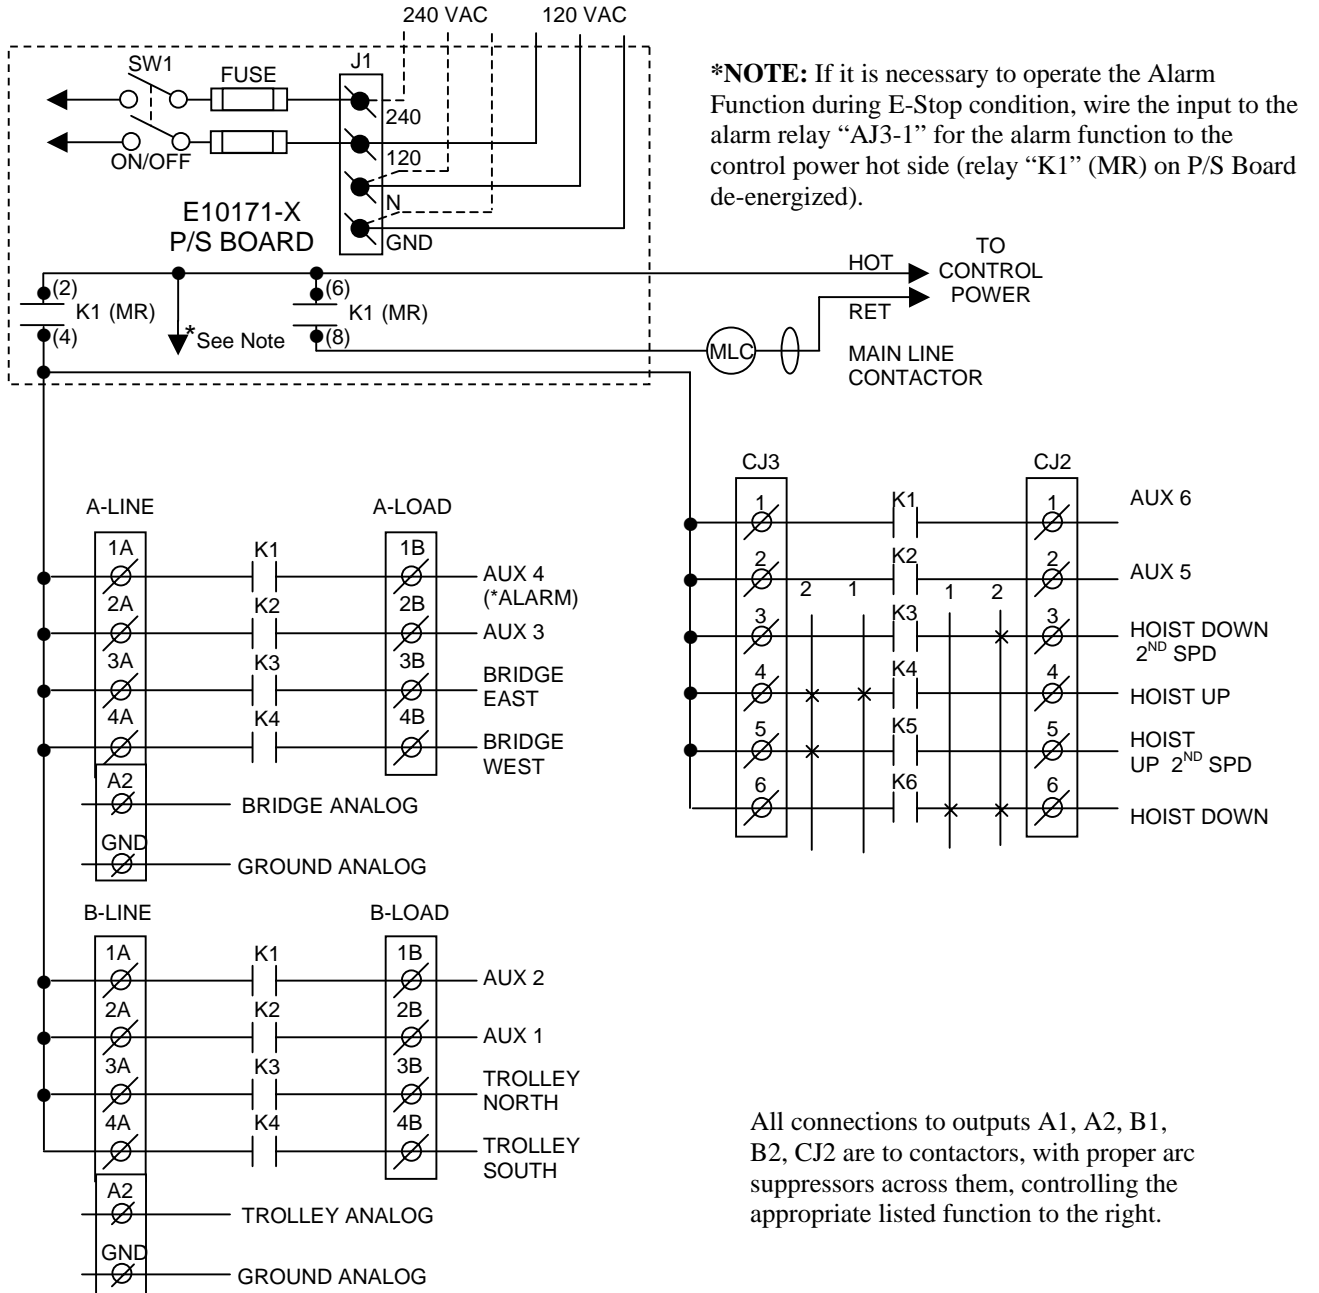 240 VAC 120 VAC
SW1
FUSE
J1
240
120
N
GND
ON/OFF
E10171-X
P/S BOARD
*NOTE: If it is necessary to operate the Alarm
Function during E-Stop condition, wire the input to the
alarm relay “AJ3-1” for the alarm function to the
control power hot side (relay “K1” (MR) on P/S Board
de-energized).
(2)
K1 (MR)
(4)
*See Note
(6)
K1 (MR)
(8)
HOT
RET
TO
CONTROL
POWER
MLC
MAIN LINE
CONTACTOR
A-LINE A-LOAD
1A K1 1B AUX 4
(*ALARM)
2A K2 2B AUX 3
3A K3 3B BRIDGE
EAST
4A K4 4B BRIDGE
WEST
A2 BRIDGE ANALOG
GND GROUND ANALOG
CJ3 CJ2
1 K1 1 AUX 6
2 K2 2 AUX 5
2 1 1 2
3 K3 3 HOIST DOWN
2ND SPD
4 K4 4 HOIST UP
5 K5 5 HOIST
UP 2ND SPD
6 K6 6 HOIST DOWN
B-LINE B-LOAD
1A K1 1B AUX 2
2A K2 2B AUX 1
3A K3 3B TROLLEY
NORTH
4A K4 4B TROLLEY
SOUTH
A2 TROLLEY ANALOG
GND GROUND ANALOG
All connections to outputs A1, A2, B1,
B2, CJ2 are to contactors, with proper arc
suppressors across them, controlling the
appropriate listed function to the right.